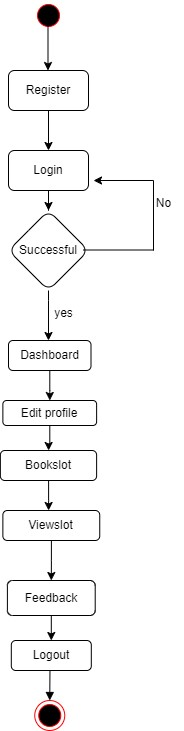 Register
Login
No
Successful
yes
Dashboard
Edit profile
Bookslot
Viewslot
Feedback
Logout